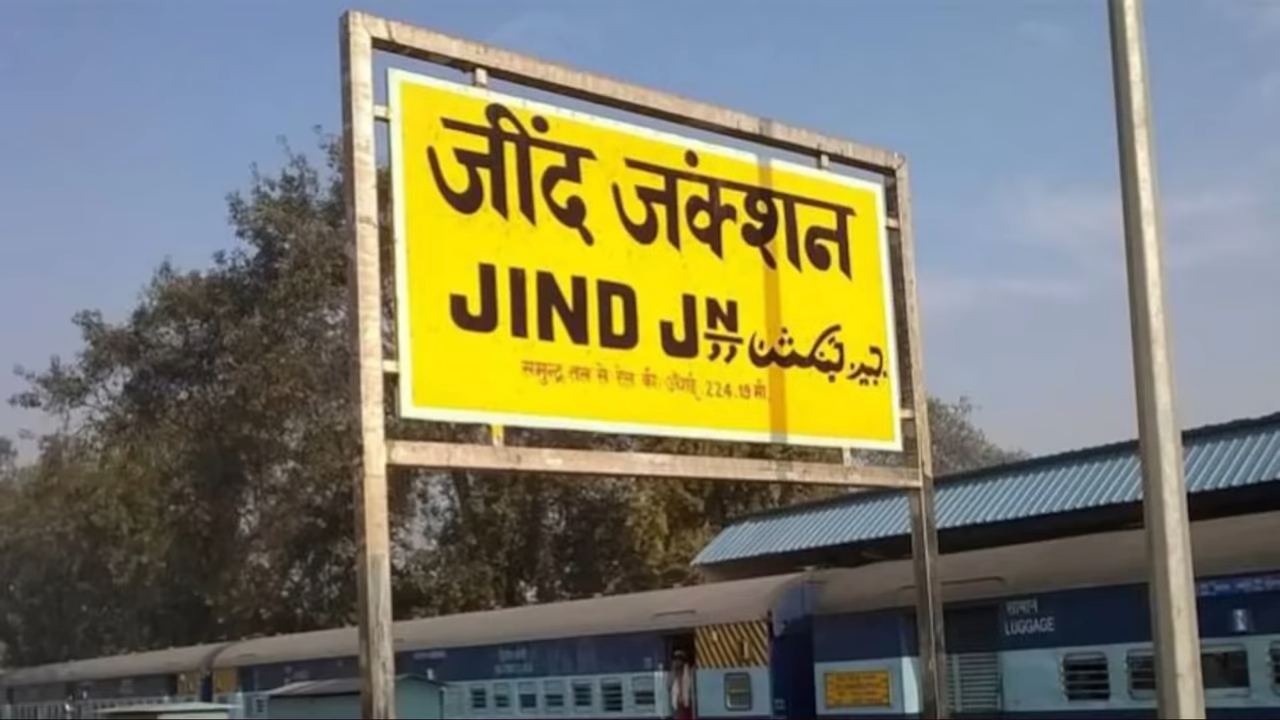 जींद जंक्शन
JIND JN
جیند جنکشن
समुन्द्र तल से रेल की 224.19 मी
सामान
LUGGAGE